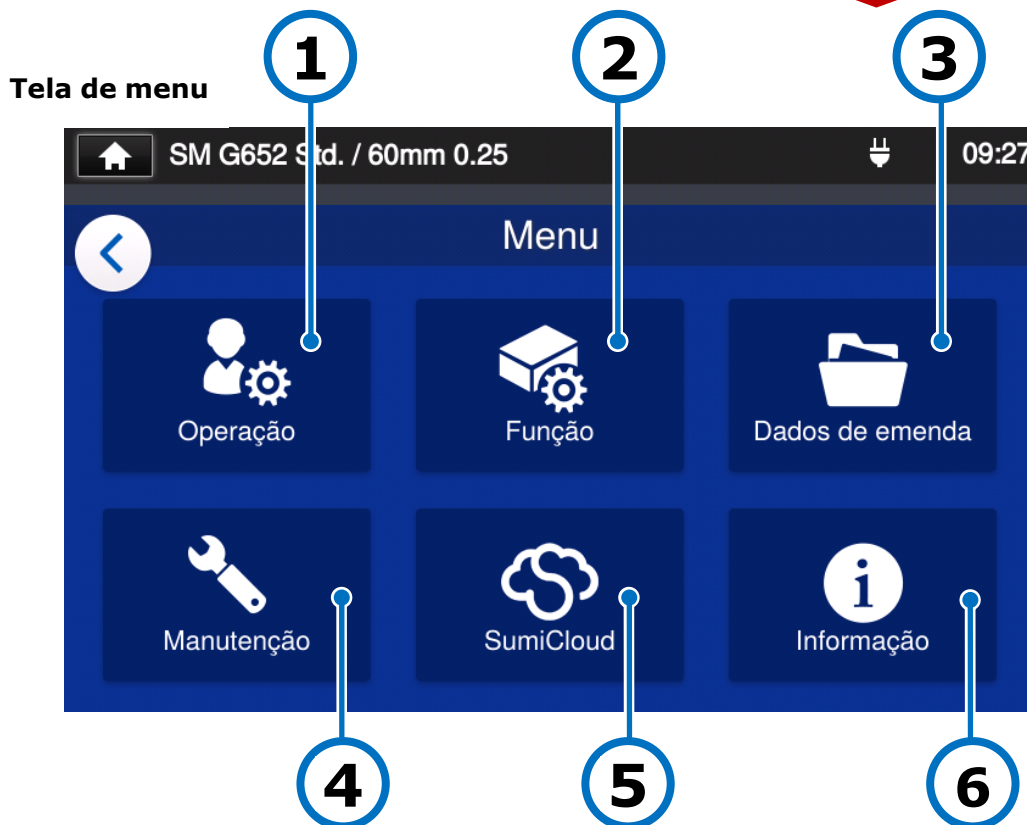 1 2 3
Tela de menu
SM G652 Std. / 60mm 0.25 09:27
Menu
Operação Função Dados de emenda
Manutenção SumiCloud Informação
4 5 6